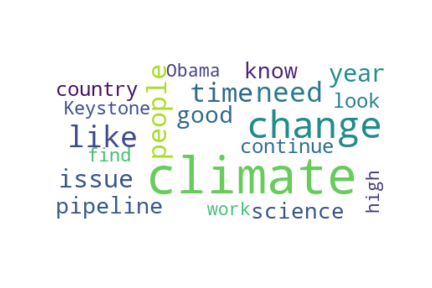 Obama know year
country people time need look
Keystone good change
like continue
find climate
issue
pipeline work science high